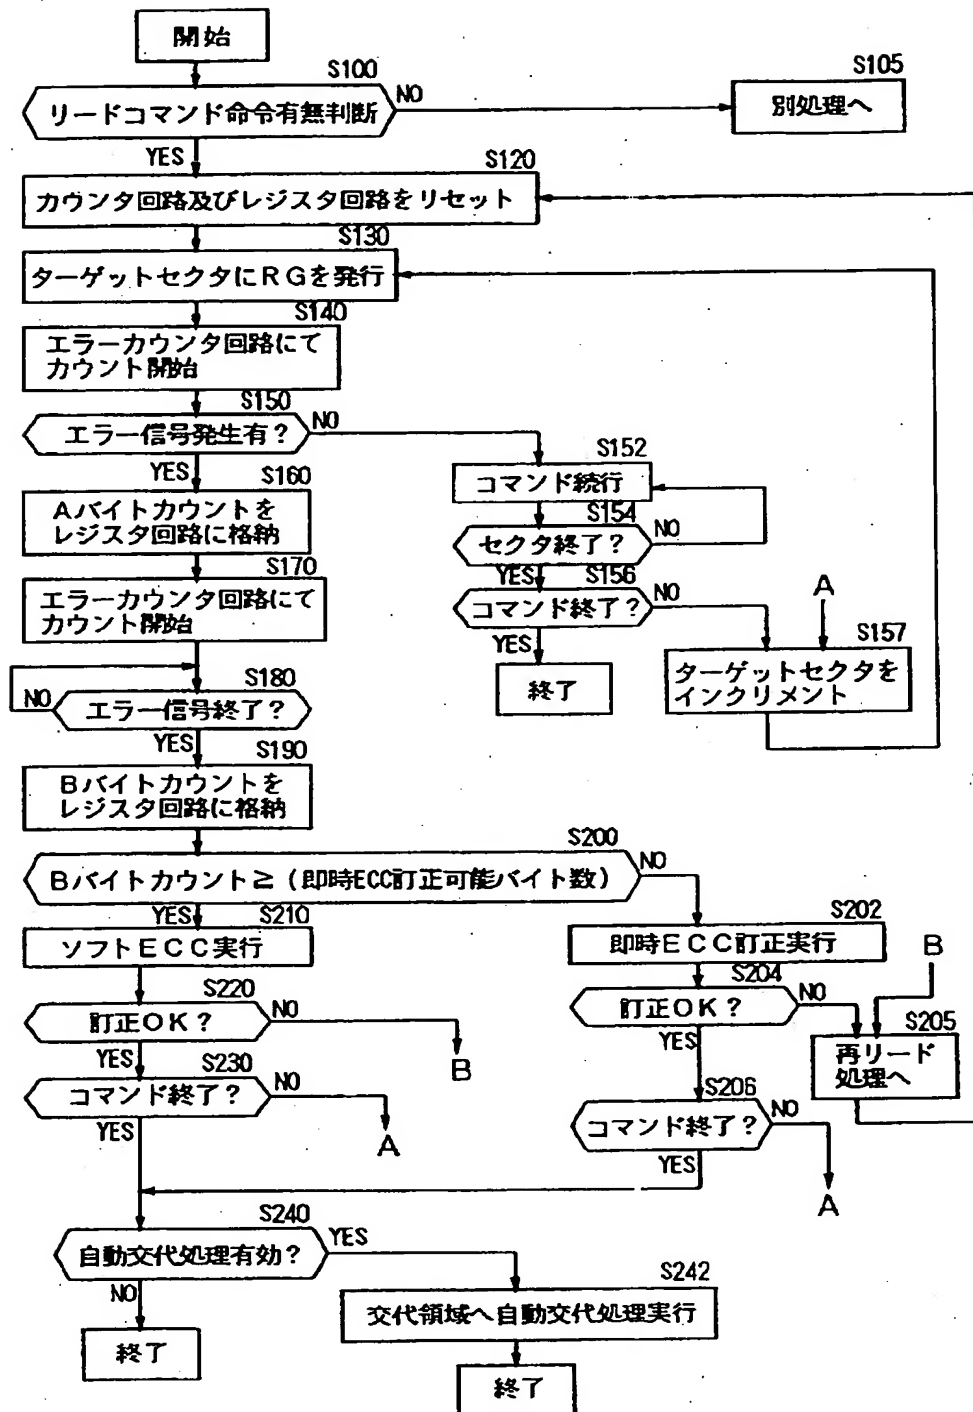 開始
S100
リードコマンド命令有無判断
NO
S105
別処理へ
YES
S120
カウンタ回路及びレジスタ回路をリセット
S130
ターゲットセクタにRGを発行
S140
エラーカウンタ回路にて
カウント開始
S150
エラー信号発生有?
NO
YES
S160
Aバイトカウントを
レジスタ回路に格納
S170
エラーカウンタ回路にて
カウント開始
S152
コマンド続行
S154
セクタ終了?
NO
YES
S156
コマンド終了?
NO
YES
終了
A
S157
ターゲットセクタを
インクリメント
NO
S180
エラー信号終了?
YES
S190
Bバイトカウントを
レジスタ回路に格納
S200
Bバイトカウント≧(即時ECC訂正可能バイト数)
NO
YES
S210
ソフトECC実行
S220
訂正OK?
NO
B
YES
S230
コマンド終了?
NO
A
YES
S202
即時ECC訂正実行
S204
訂正OK?
NO
B
S205
再リード
処理へ
YES
S206
コマンド終了?
NO
A
YES
S240
自動交代処理有効?
YES
NO
終了
S242
交代領域へ自動交代処理実行
終了